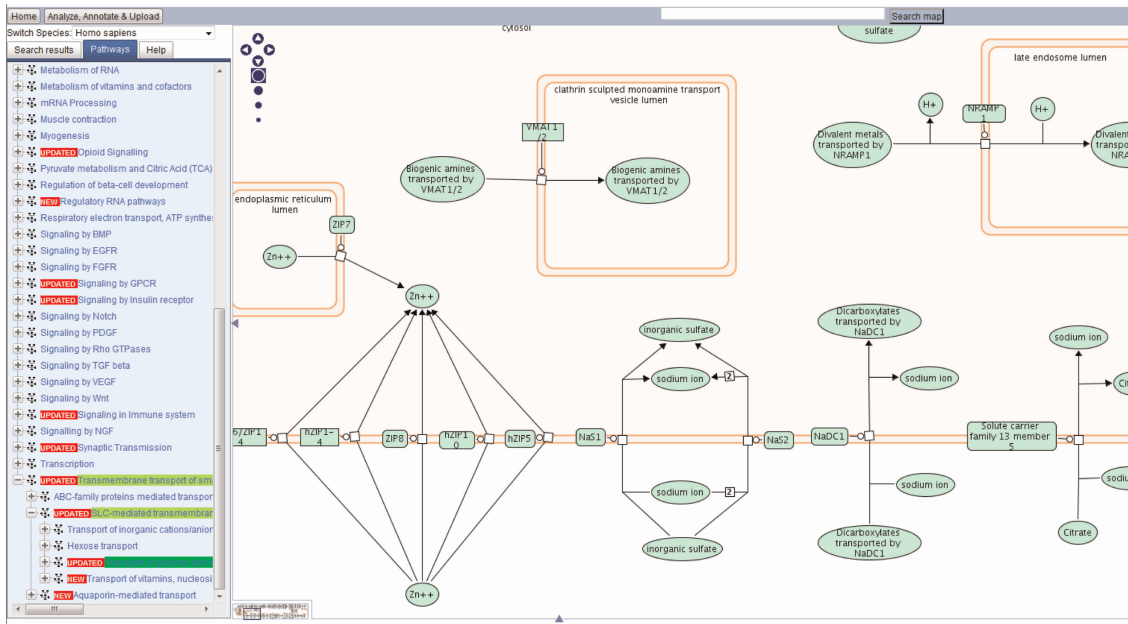 Home
Analyze, Annotate & Upload
Search map
Switch Species: Homo sapiens
Search results
Pathways
Help
Metabolism of RNA
Metabolism of vitamins and cofactors
mRNA Processing
Muscle contraction
Myogenesis
UPDATED Opioid Signalling
Pyruvate metabolism and Citric Acid (TCA)
Regulation of beta-cell development
NEW Regulatory RNA pathways
Respiratory electron transport, ATP synthe
Signaling by BMP
Signaling by EGFR
Signaling by FGFR
UPDATED Signaling by GPCR
UPDATED Signaling by Insulin receptor
Signaling by Notch
Signaling by PDGF
Signaling by Rho GTPases
Signaling by TGF beta
Signaling by VEGF
Signaling by Wnt
UPDATED Signaling in Immune system
Signalling by NGF
UPDATED Synaptic Transmission
Transcription
UPDATED Transmembrane transport of sma
ABC-family proteins mediated transpor
UPDATED SLC-mediated transmembran
Transport of inorganic cations/anion
Hexose transport
UPDATED
NEW Transport of vitamins, nucleosi
NEW Aquaporin-mediated transport
cytosol
sulfate
late endosome lumen
clathrin sculpted monoamine transport
vesicle lumen
VMAT1
/2
Biogenic amines
transported by
VMAT1/2
Biogenic amines
transported by
VMAT1/2
H+
NRAMP
1
H+
Divalent metals
transported by
NRAMP1
Divalent
transporte
NRA
endoplasmic reticulum
lumen
ZIP7
Zn++
Zn++
inorganic sulfate
sodium ion
2
Dicarboxylates
transported by
NaDC1
sodium ion
sodium ion
Cit
6/ZIP1
4
hZIP1-
4
ZIP8
hZIP1
0
hZIP5
NaS1
NaS2
NaDC1
Solute carrier
family 13 member
5
sodium ion
2
inorganic sulfate
sodium ion
Dicarboxylates
transported by
NaDC1
sodiu
Citrate
Zn++